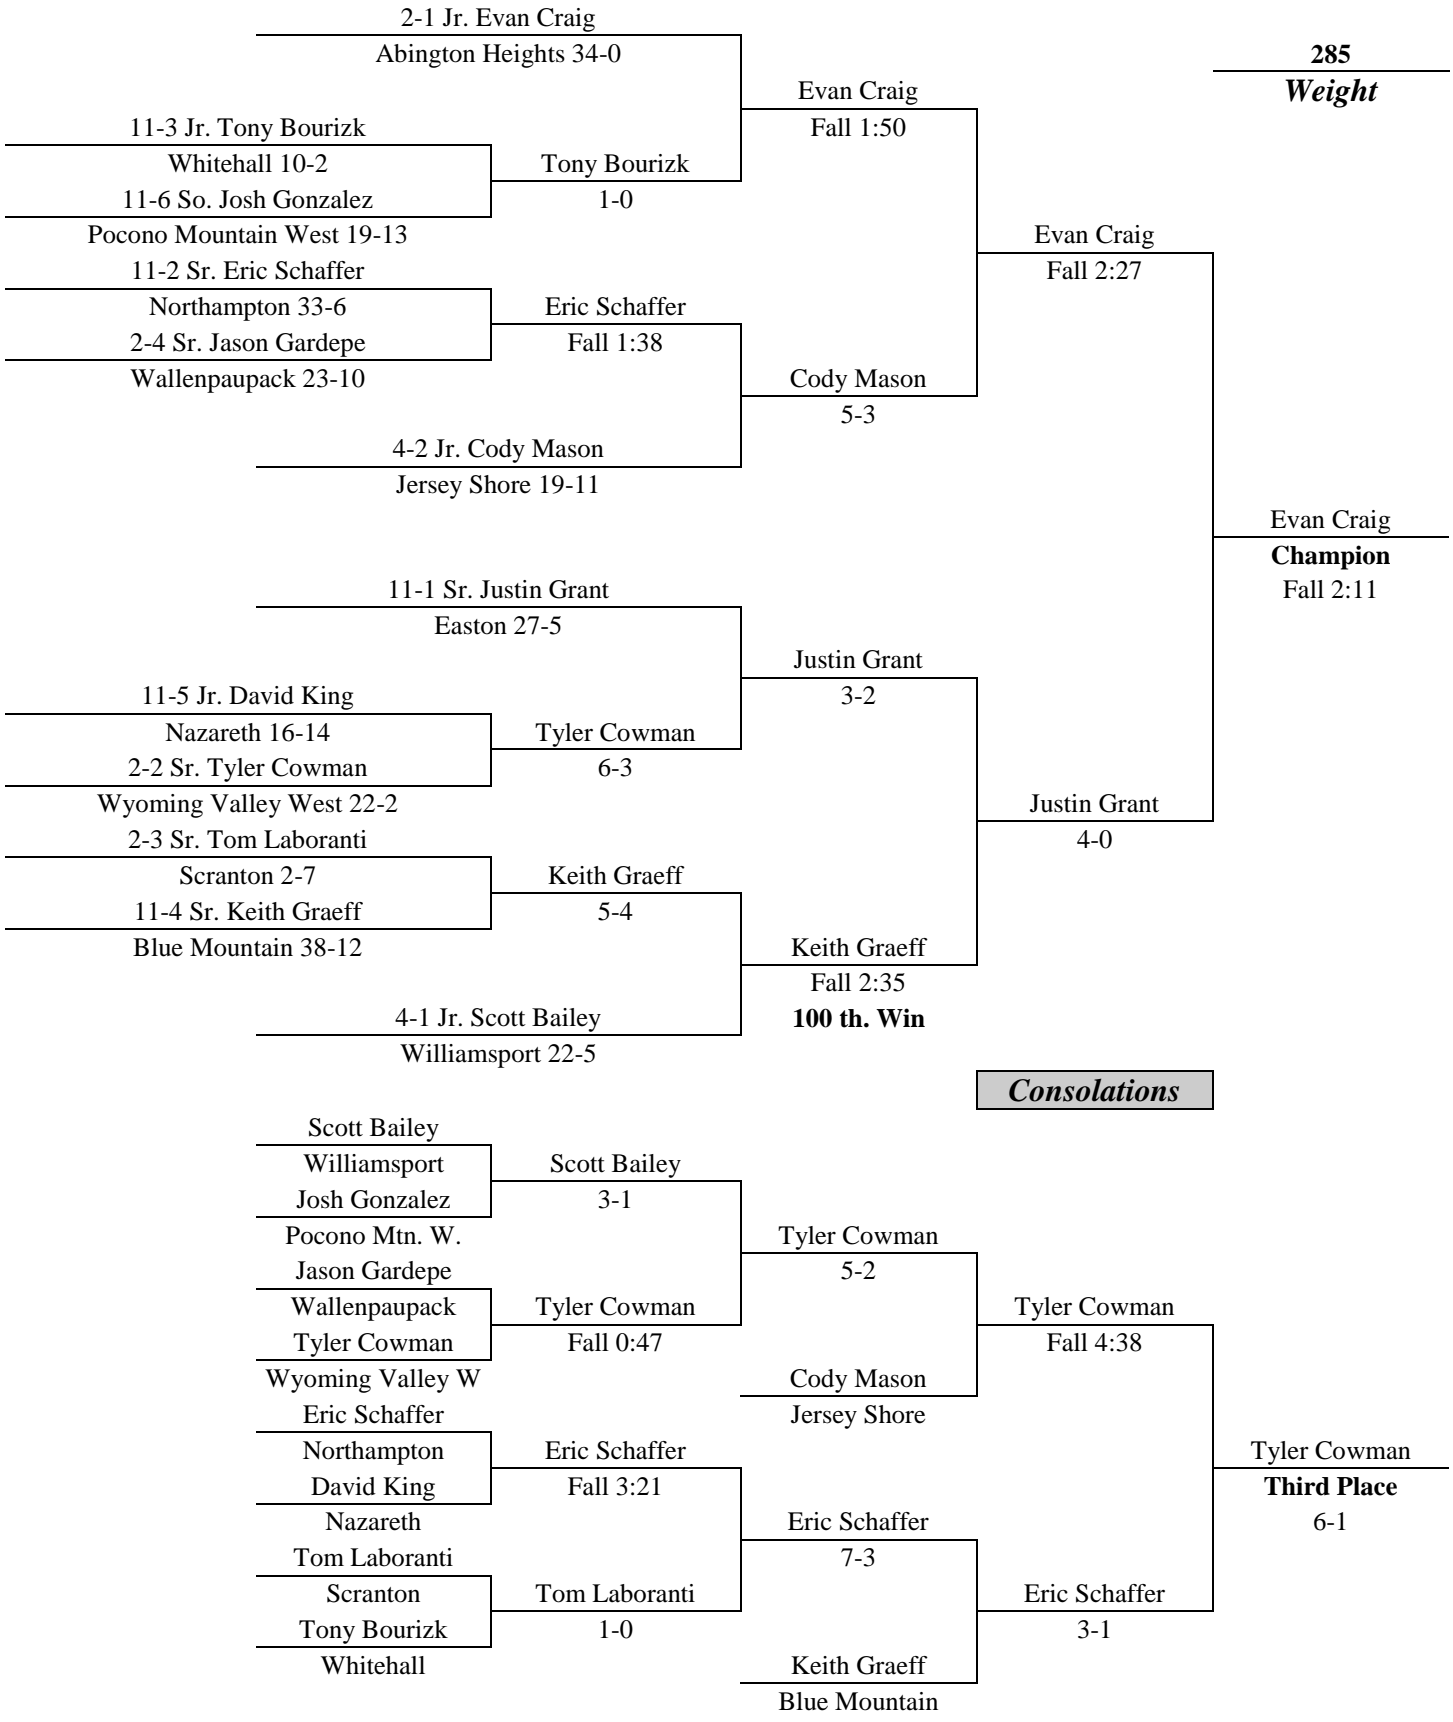 2-1 Jr. Evan Craig
Abington Heights 34-0
285
Weight
Evan Craig
Fall 1:50
11-3 Jr. Tony Bourizk
Whitehall 10-2
Tony Bourizk
11-6 So. Josh Gonzalez
1-0
Pocono Mountain West 19-13
Evan Craig
11-2 Sr. Eric Schaffer
Fall 2:27
Northampton 33-6
Eric Schaffer
2-4 Sr. Jason Gardepe
Fall 1:38
Wallenpaupack 23-10
Cody Mason
5-3
4-2 Jr. Cody Mason
Jersey Shore 19-11
Evan Craig
Champion
Fall 2:11
11-1 Sr. Justin Grant
Easton 27-5
Justin Grant
3-2
11-5 Jr. David King
Nazareth 16-14
Tyler Cowman
2-2 Sr. Tyler Cowman
6-3
Wyoming Valley West 22-2
Justin Grant
2-3 Sr. Tom Laboranti
4-0
Scranton 2-7
Keith Graeff
11-4 Sr. Keith Graeff
5-4
Blue Mountain 38-12
Keith Graeff
Fall 2:35
4-1 Jr. Scott Bailey
100 th. Win
Williamsport 22-5
Consolations
Scott Bailey
Williamsport
Scott Bailey
Josh Gonzalez
3-1
Pocono Mtn. W.
Tyler Cowman
Jason Gardepe
5-2
Wallenpaupack
Tyler Cowman
Tyler Cowman
Tyler Cowman
Fall 0:47
Fall 4:38
Wyoming Valley W
Cody Mason
Eric Schaffer
Jersey Shore
Northampton
Eric Schaffer
Tyler Cowman
David King
Fall 3:21
Third Place
Nazareth
Eric Schaffer
6-1
Tom Laboranti
7-3
Scranton
Tom Laboranti
Eric Schaffer
Tony Bourizk
1-0
3-1
Whitehall
Keith Graeff
Blue Mountain